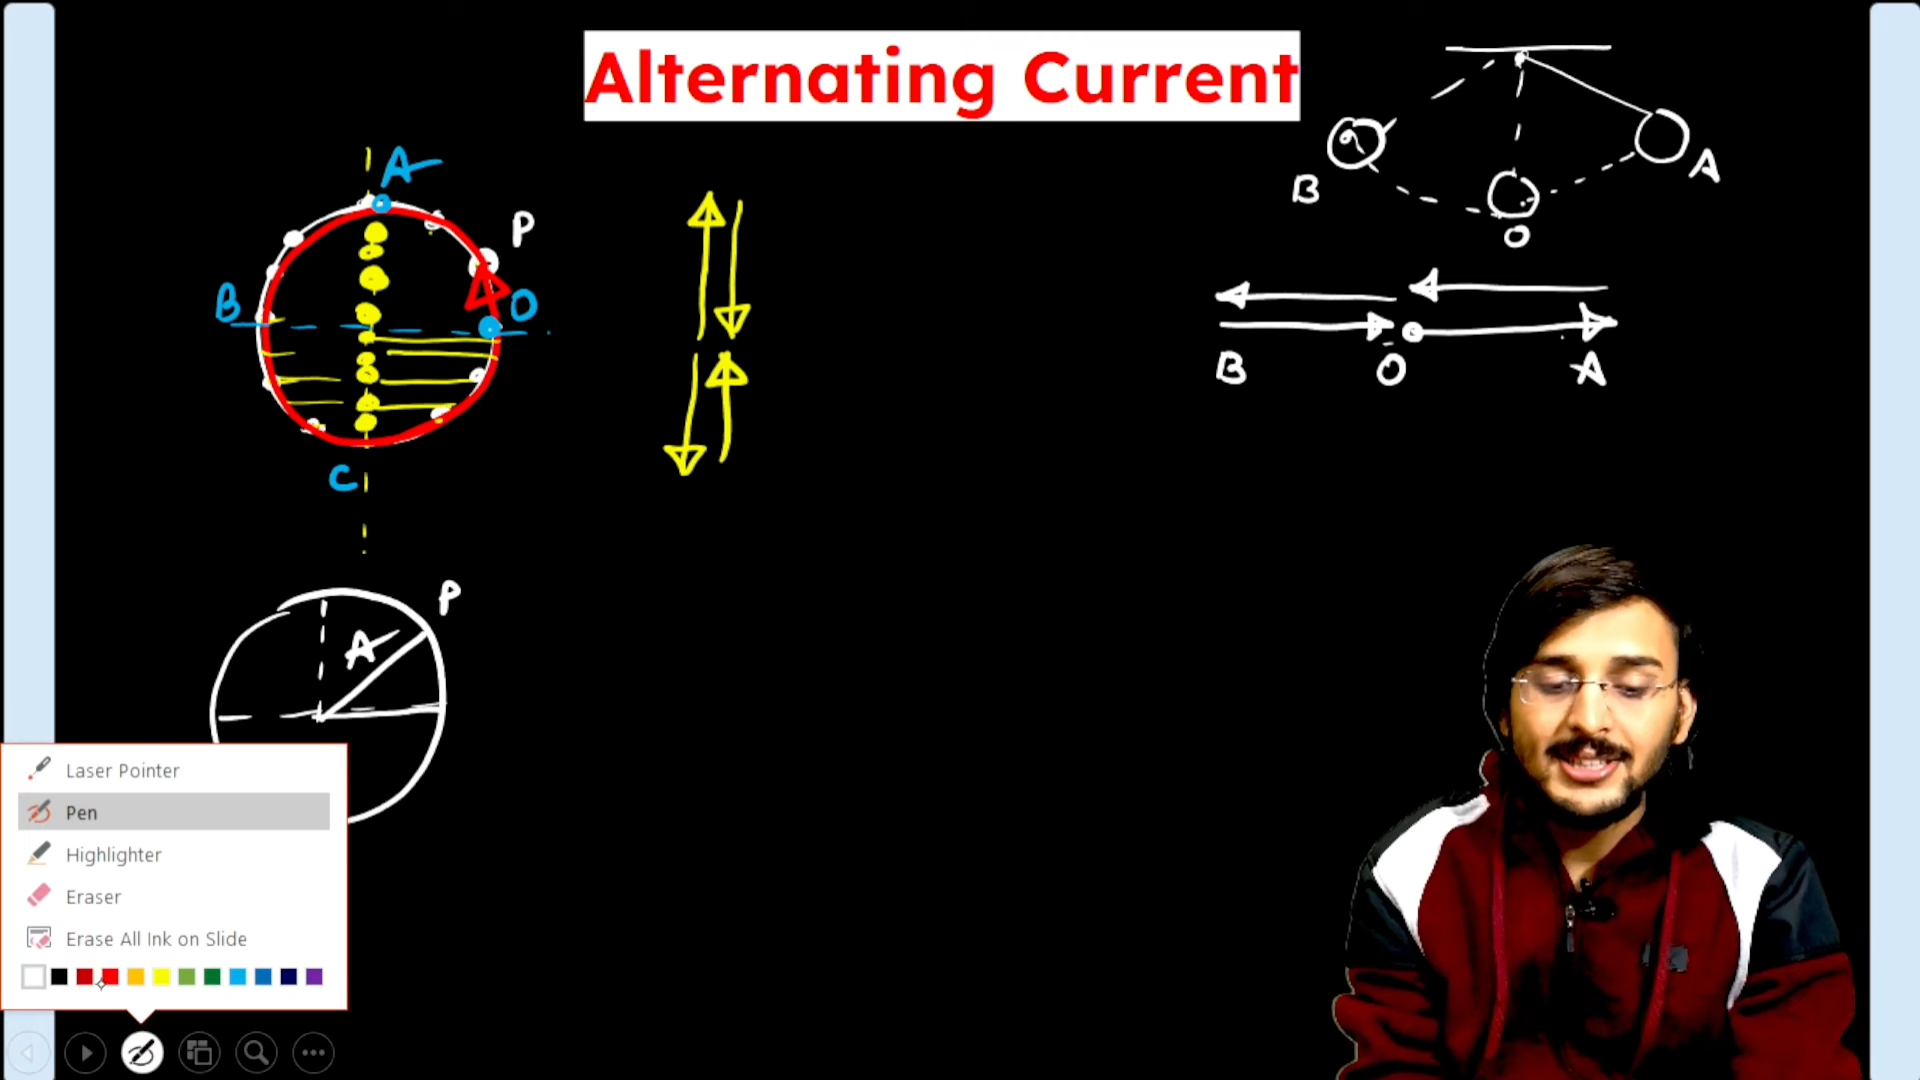 Alternating Current
A
B
O
A
P
B
O
C
B
O
A
P
A
Laser Pointer
Pen
Highlighter
Eraser
Erase All Ink on Slide